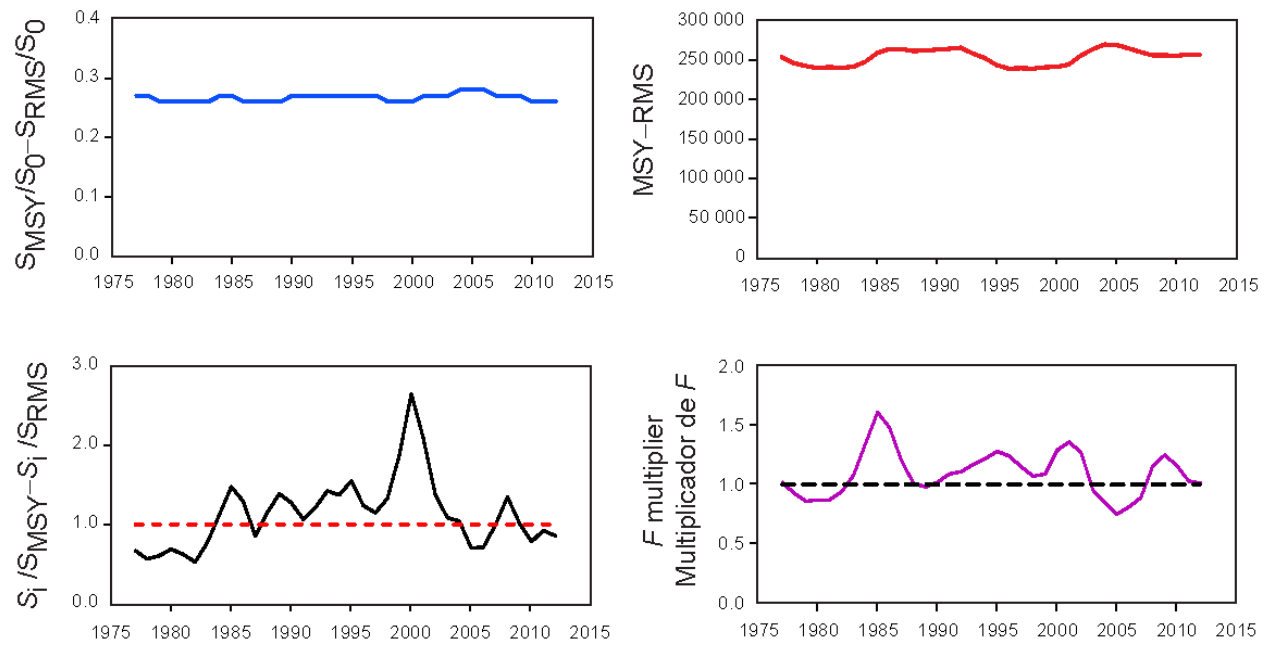 SMSY/S0–SRMS/S0
0.4
0.3
0.2
0.1
0.0
1975 1980 1985 1990 1995 2000 2005 2010 2015
MSY–RMS
300 000
250 000
200 000
150 000
100 000
50 000
0
1975 1980 1985 1990 1995 2000 2005 2010 2015
Si /SMSY–Si /SRMS
3.0
2.0
1.0
0.0
1975 1980 1985 1990 1995 2000 2005 2010 2015
F multiplier
Multiplicador de F
2.0
1.5
1.0
0.5
0.0
1975 1980 1985 1990 1995 2000 2005 2010 2015